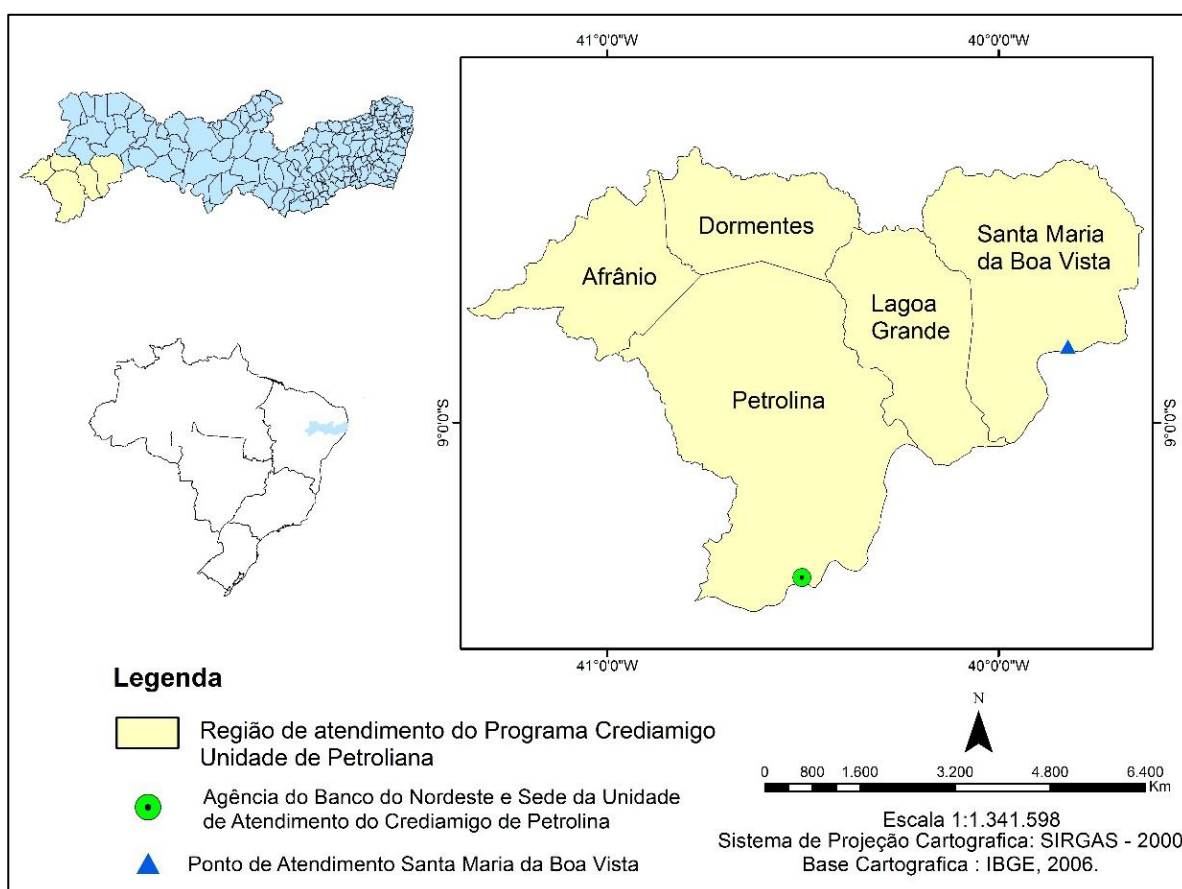 41°0'0"W
40°0'0"W
Dormentes
Santa Maria
da Boa Vista
Afrânio
Lagoa
Grande
Petrolina
9°0'0"S
9°0'0"S
41°0'0"W
40°0'0"W
Legenda
Região de atendimento do Programa Crediamigo
Unidade de Petroliana
Agência do Banco do Nordeste e Sede da Unidade
de Atendimento do Crediamigo de Petrolina
Ponto de Atendimento Santa Maria da Boa Vista
N
0 800 1.600 3.200 4.800 6.400
Km
Escala 1:1.341.598
Sistema de Projeção Cartografica: SIRGAS - 2000
Base Cartografica : IBGE, 2006.